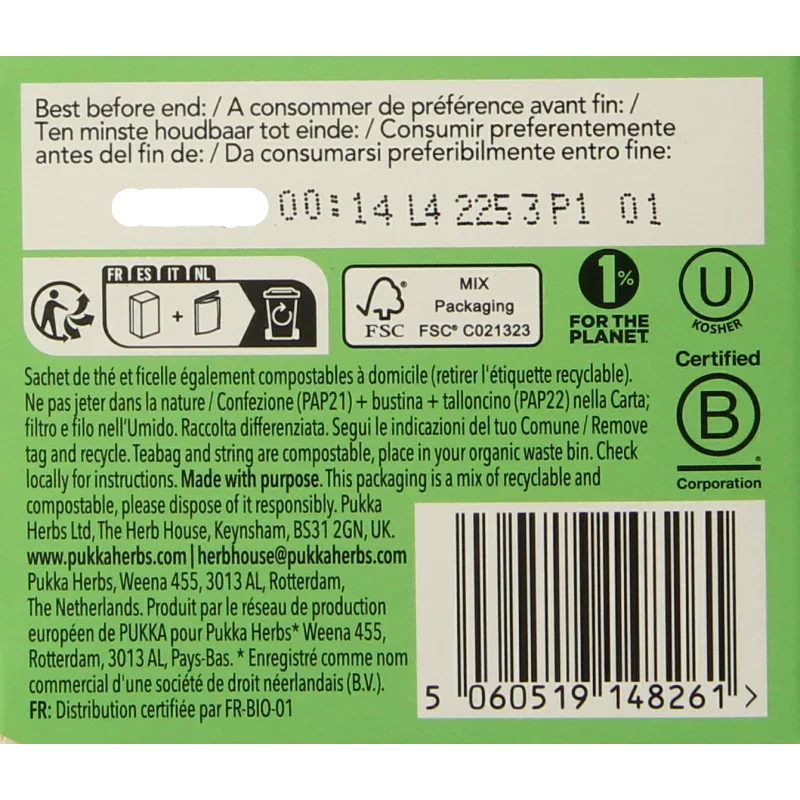 Best before end: / A consommer de préférence avant fin: /
Ten minste houdbaar tot einde: / Consumir preferentemente
antes del fin de: / Da consumarsi preferibilmente entro fine:
00:14 L4 2253P1 01
FR ES IT NL
+
FSC
MIX
Packaging
FSC® C021323
1%
FOR THE
PLANET
U
KOSHER
Certified
B
Corporation
Sachet de thé et ficelle également compostables à domicile (retirer l'étiquette recyclable).
Ne pas jeter dans la nature / Confezione (PAP21) + bustina + talloncino (PAP22) nella Carta;
filtro e filo nell'Umido. Raccolta differenziata. Segui le indicazioni del tuo Comune / Remove
tag and recycle. Teabag and string are compostable, place in your organic waste bin. Check
locally for instructions. Made with purpose. This packaging is a mix of recyclable and
compostable, please dispose of it responsibly. Pukka
Herbs Ltd, The Herb House, Keynsham, BS31 2GN, UK.
www.pukkaherbs.com | herbhouse@pukkaherbs.com
Pukka Herbs, Weena 455, 3013 AL, Rotterdam,
The Netherlands. Produit par le réseau de production
européen de PUKKA pour Pukka Herbs* Weena 455,
Rotterdam, 3013 AL, Pays-Bas. * Enregistré comme nom
commercial d'une société de droit néerlandais (B.V.).
FR: Distribution certifiée par FR-BIO-01
5 060519 148261 >